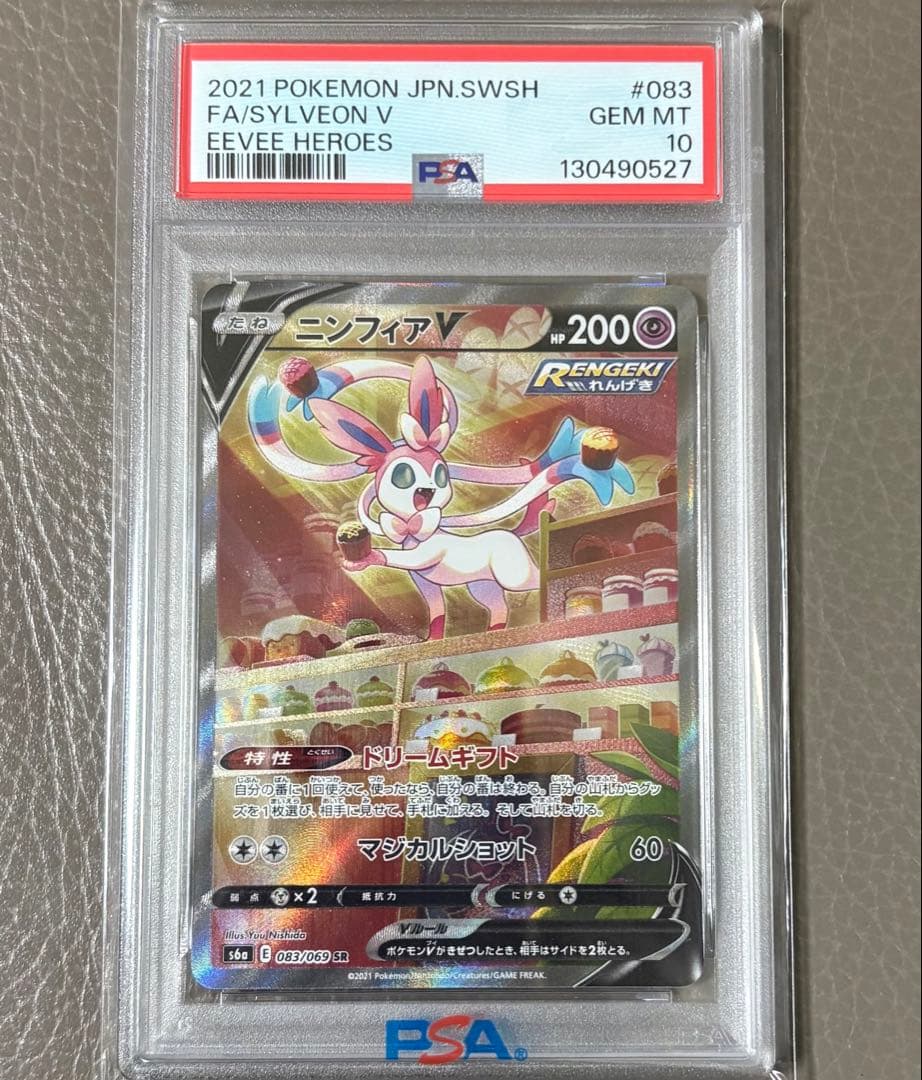 2021 POKEMON JPN.SWSH #083
FA/SYLVEON V GEM MT
EEVEE HEROES 10
PSA 130490527
たね ニンフィアV HP 200
RENGEKI
れんげき
特性 とくせい ドリームギフト
自分の番に1回使えて、使ったなら、自分の番は終わる。自分の山札からグッ
ズを1枚選び、相手に見せて、手札に加える。そして山札を切る。
マジカルショット 60
弱点 ×2 抵抗力 にげる
Illus. Yuu Nishida
Vルール
s6a E 083/069 SR ポケモンVがきぜつしたとき、相手はサイドを2枚とる。
©2021 Pokémon/Nintendo/Creatures/GAME FREAK.
PSA®